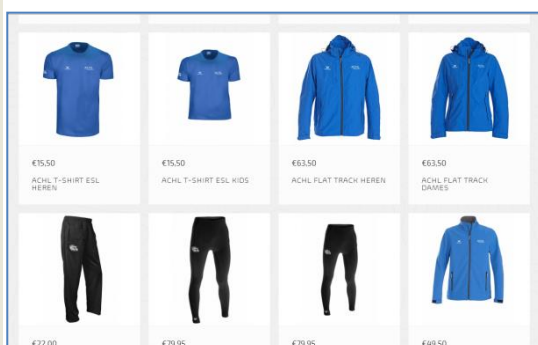 €15,50
ACHL T-SHIRT ESL
HEREN
€15,50
ACHL T-SHIRT ESL KIDS
€63,50
ACHL FLAT TRACK HEREN
€63,50
ACHL FLAT TRACK
DAMES
€22,00
€79,95
€79,95
€49,50